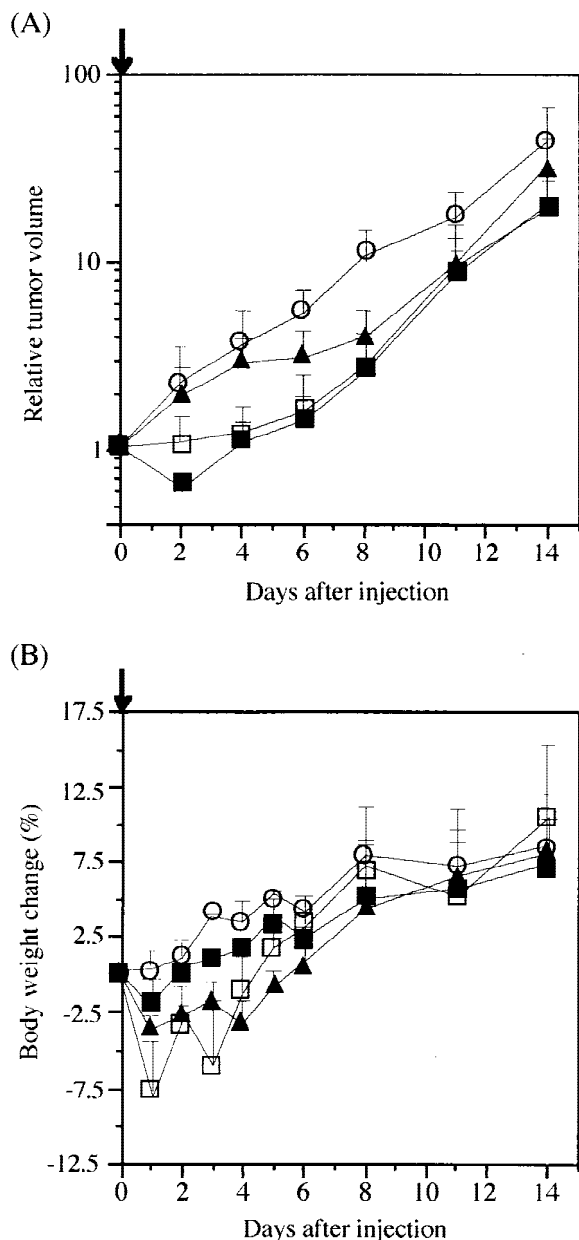 (A)
100
10
1
Relative tumor volume
0 2 4 6 8 10 12 14
Days after injection
(B)
17.5
12.5
7.5
2.5
-2.5
-7.5
-12.5
Body weight change (%)
0 2 4 6 8 10 12 14
Days after injection